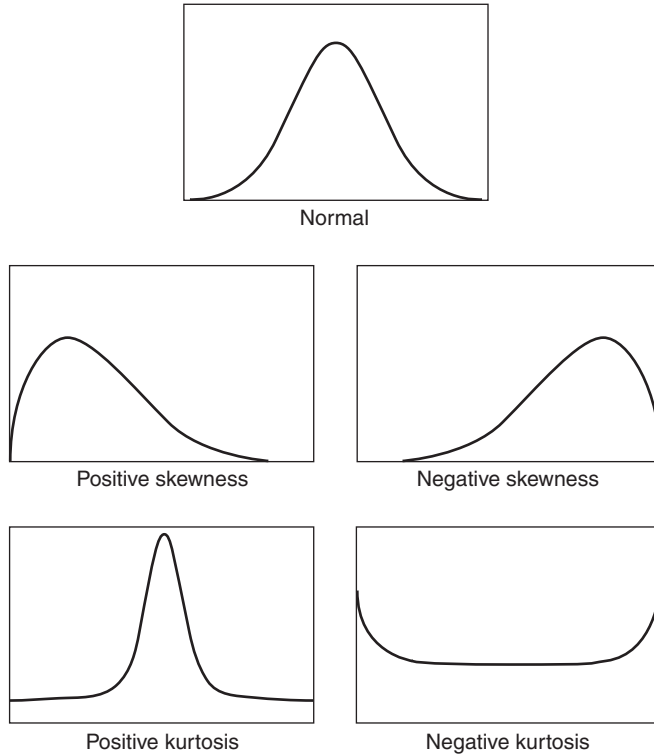 Normal
Positive skewness
Negative skewness
Positive kurtosis
Negative kurtosis